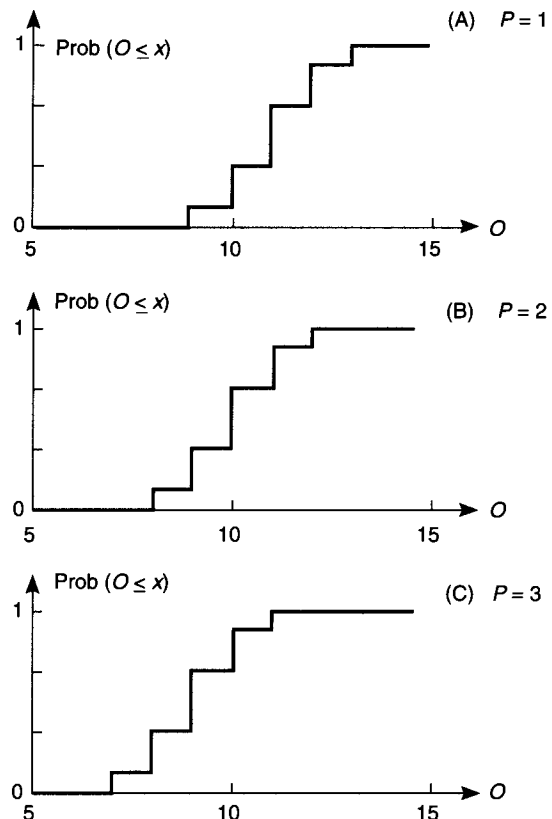 (A) P = 1
Prob (O ≤ x)
1
0
5 10 15 O
(B) P = 2
Prob (O ≤ x)
1
0
5 10 15 O
(C) P = 3
Prob (O ≤ x)
1
0
5 10 15 O